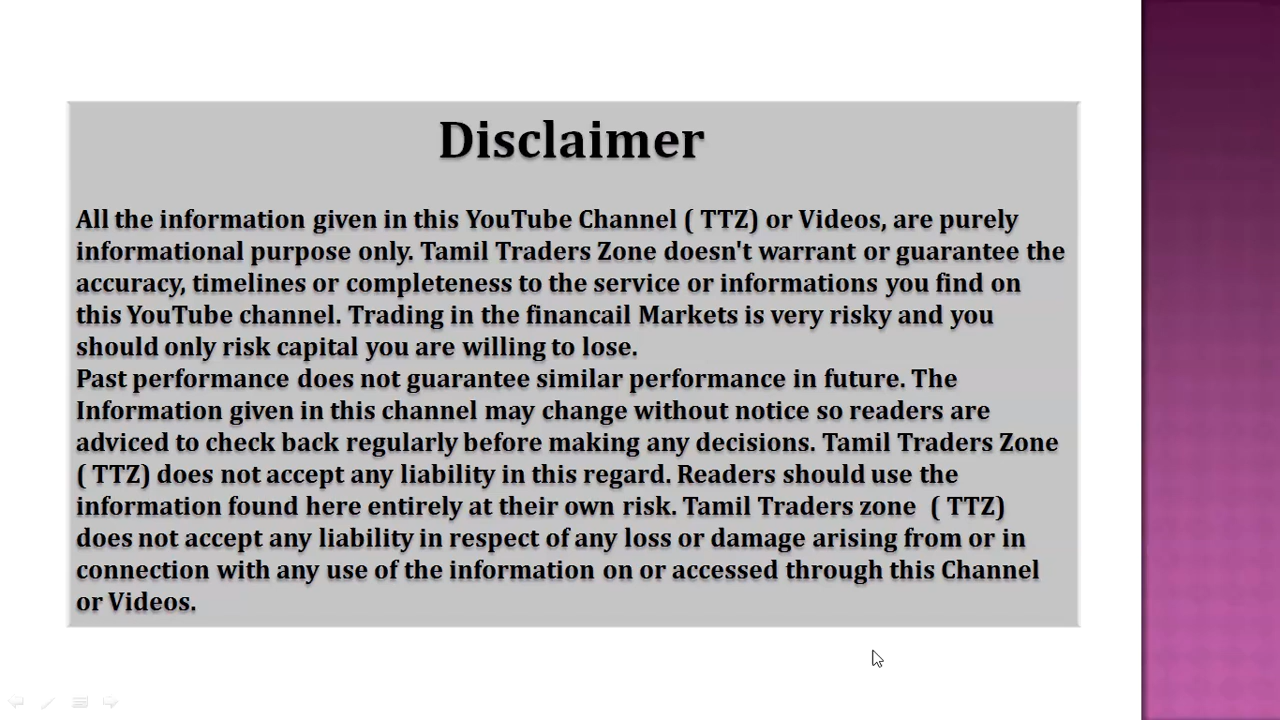 Disclaimer
All the information given in this YouTube Channel ( TTZ) or Videos, are purely
informational purpose only. Tamil Traders Zone doesn't warrant or guarantee the
accuracy, timelines or completeness to the service or informations you find on
this YouTube channel. Trading in the financail Markets is very risky and you
should only risk capital you are willing to lose.
Past performance does not guarantee similar performance in future. The
Information given in this channel may change without notice so readers are
adviced to check back regularly before making any decisions. Tamil Traders Zone
( TTZ) does not accept any liability in this regard. Readers should use the
information found here entirely at their own risk. Tamil Traders zone  ( TTZ)
does not accept any liability in respect of any loss or damage arising from or in
connection with any use of the information on or accessed through this Channel
or Videos.